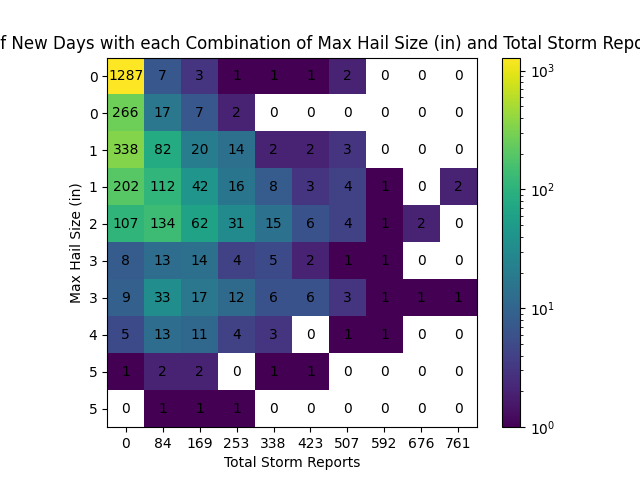 f New Days with each Combination of Max Hail Size (in) and Total Storm Repo
0 1287 7 3 1 1 1 2 0 0 0
0 266 17 7 2 0 0 0 0 0 0
1 338 82 20 14 2 2 3 0 0 0
1 202 112 42 16 8 3 4 1 0 2
2 107 134 62 31 15 6 4 1 2 0
3 8 13 14 4 5 2 1 1 0 0
3 9 33 17 12 6 6 3 1 1 1
4 5 13 11 4 3 0 1 1 0 0
5 1 2 2 0 1 1 0 0 0 0
5 0 1 1 1 0 0 0 0 0 0
0 84 169 253 338 423 507 592 676 761
Total Storm Reports
Max Hail Size (in)
10³
10²
10¹
10⁰